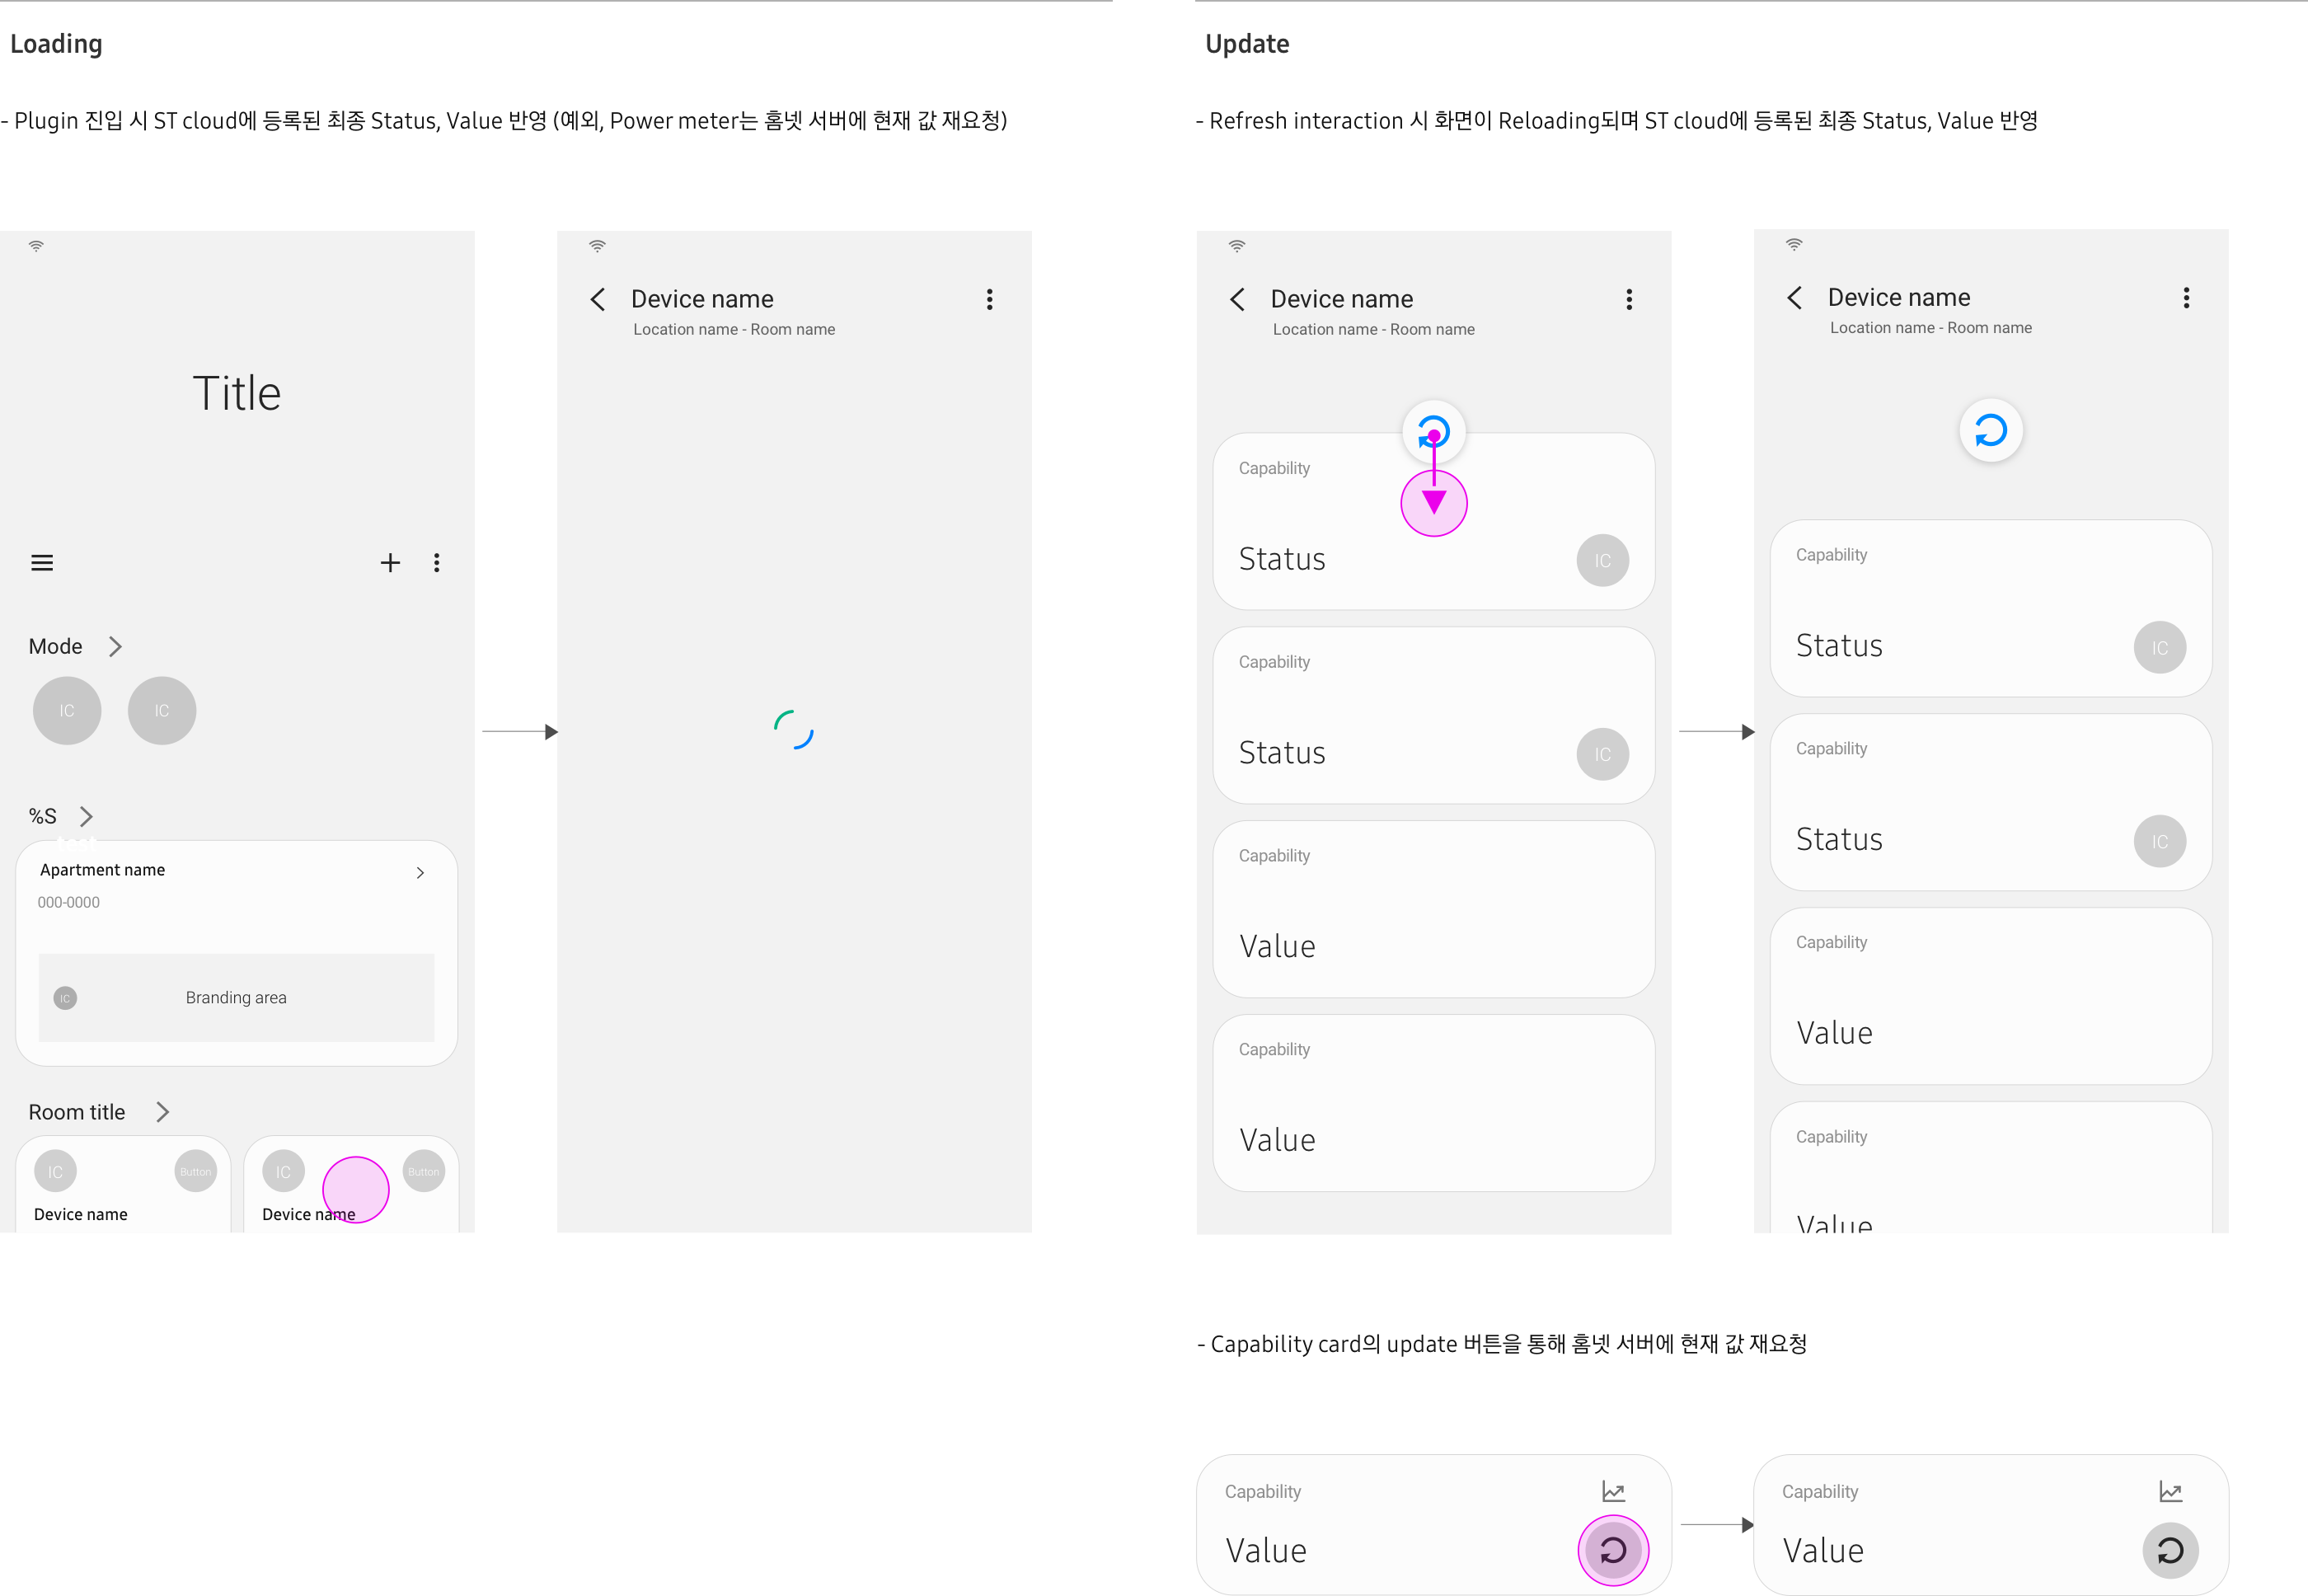 Loading
- Plugin 진입 시 ST cloud에 등록된 최종 Status, Value 반영 (예외, Power meter는 홈넷 서버에 현재 값 재요청)
Title
Mode
IC
IC
%S
Apartment name
000-0000
IC
Branding area
Room title
IC
Button
Device name
IC
Button
Device name
Device name
Location name - Room name
Update
- Refresh interaction 시 화면이 Reloading되며 ST cloud에 등록된 최종 Status, Value 반영
Device name
Location name - Room name
Capability
Status
IC
Capability
Status
IC
Capability
Value
Capability
Value
Device name
Location name - Room name
Capability
Status
IC
Capability
Status
IC
Capability
Value
Capability
Value
- Capability card의 update 버튼을 통해 홈넷 서버에 현재 값 재요청
Capability
Value
Capability
Value